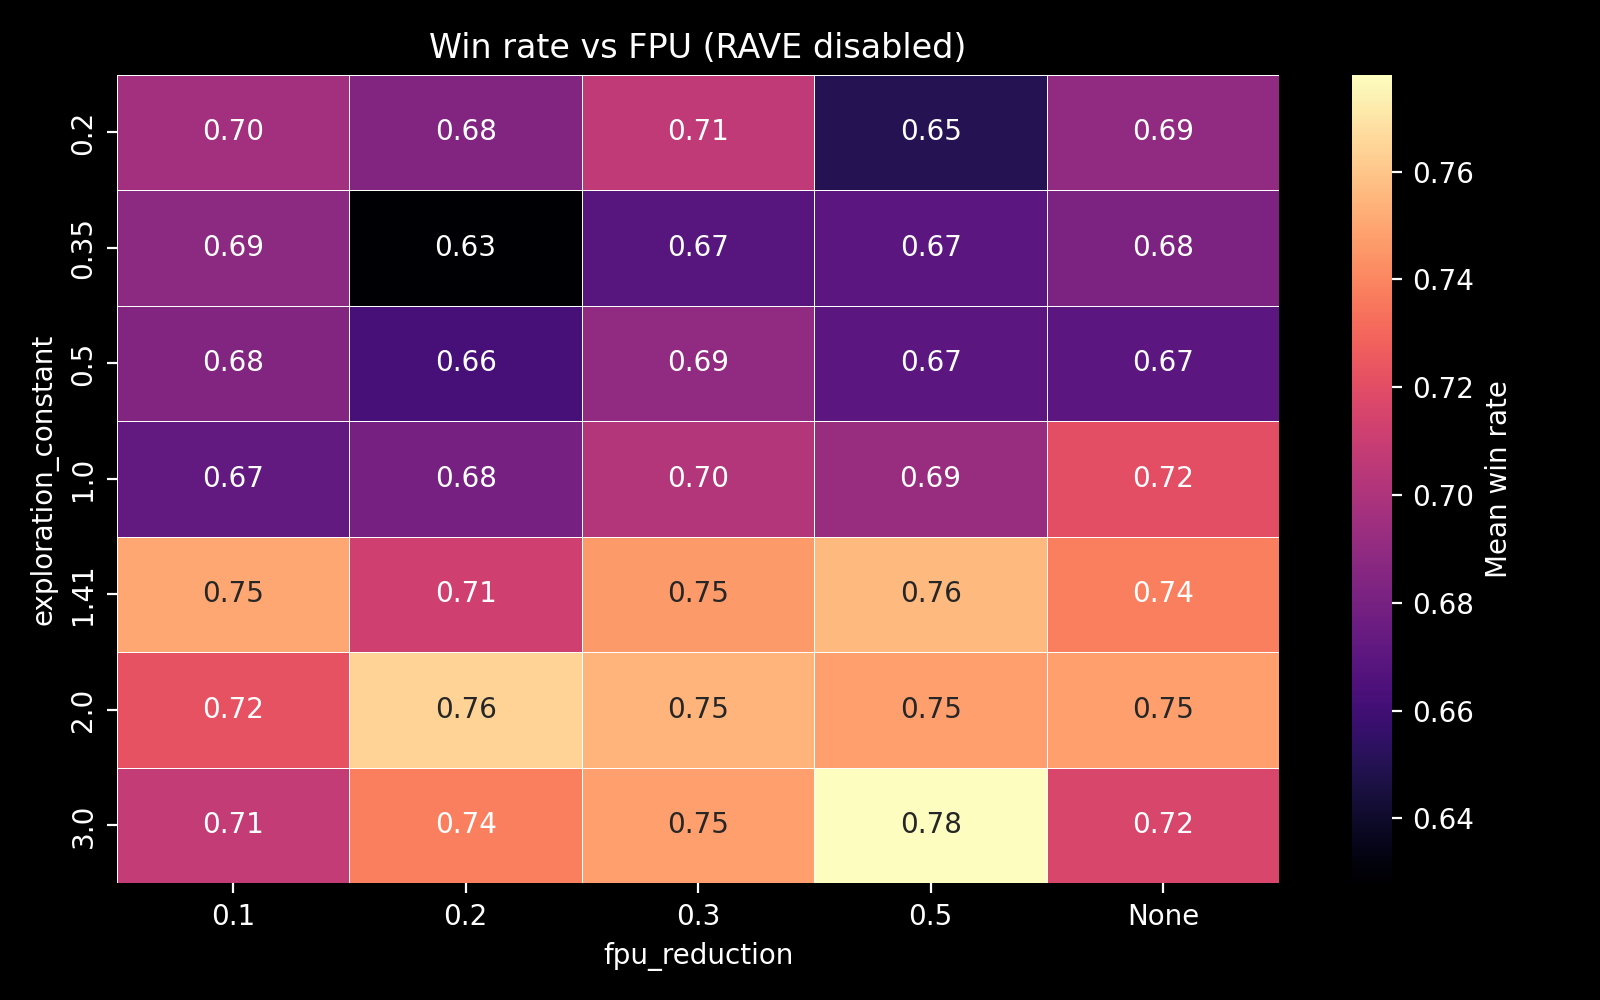 Win rate vs FPU (RAVE disabled)
exploration_constant
0.2 0.70 0.68 0.71 0.65 0.69
0.35 0.69 0.63 0.67 0.67 0.68
0.5 0.68 0.66 0.69 0.67 0.67
1.0 0.67 0.68 0.70 0.69 0.72
1.41 0.75 0.71 0.75 0.76 0.74
2.0 0.72 0.76 0.75 0.75 0.75
3.0 0.71 0.74 0.75 0.78 0.72
0.1 0.2 0.3 0.5 None
fpu_reduction
0.76
0.74
0.72
0.70
0.68
0.66
0.64
Mean win rate